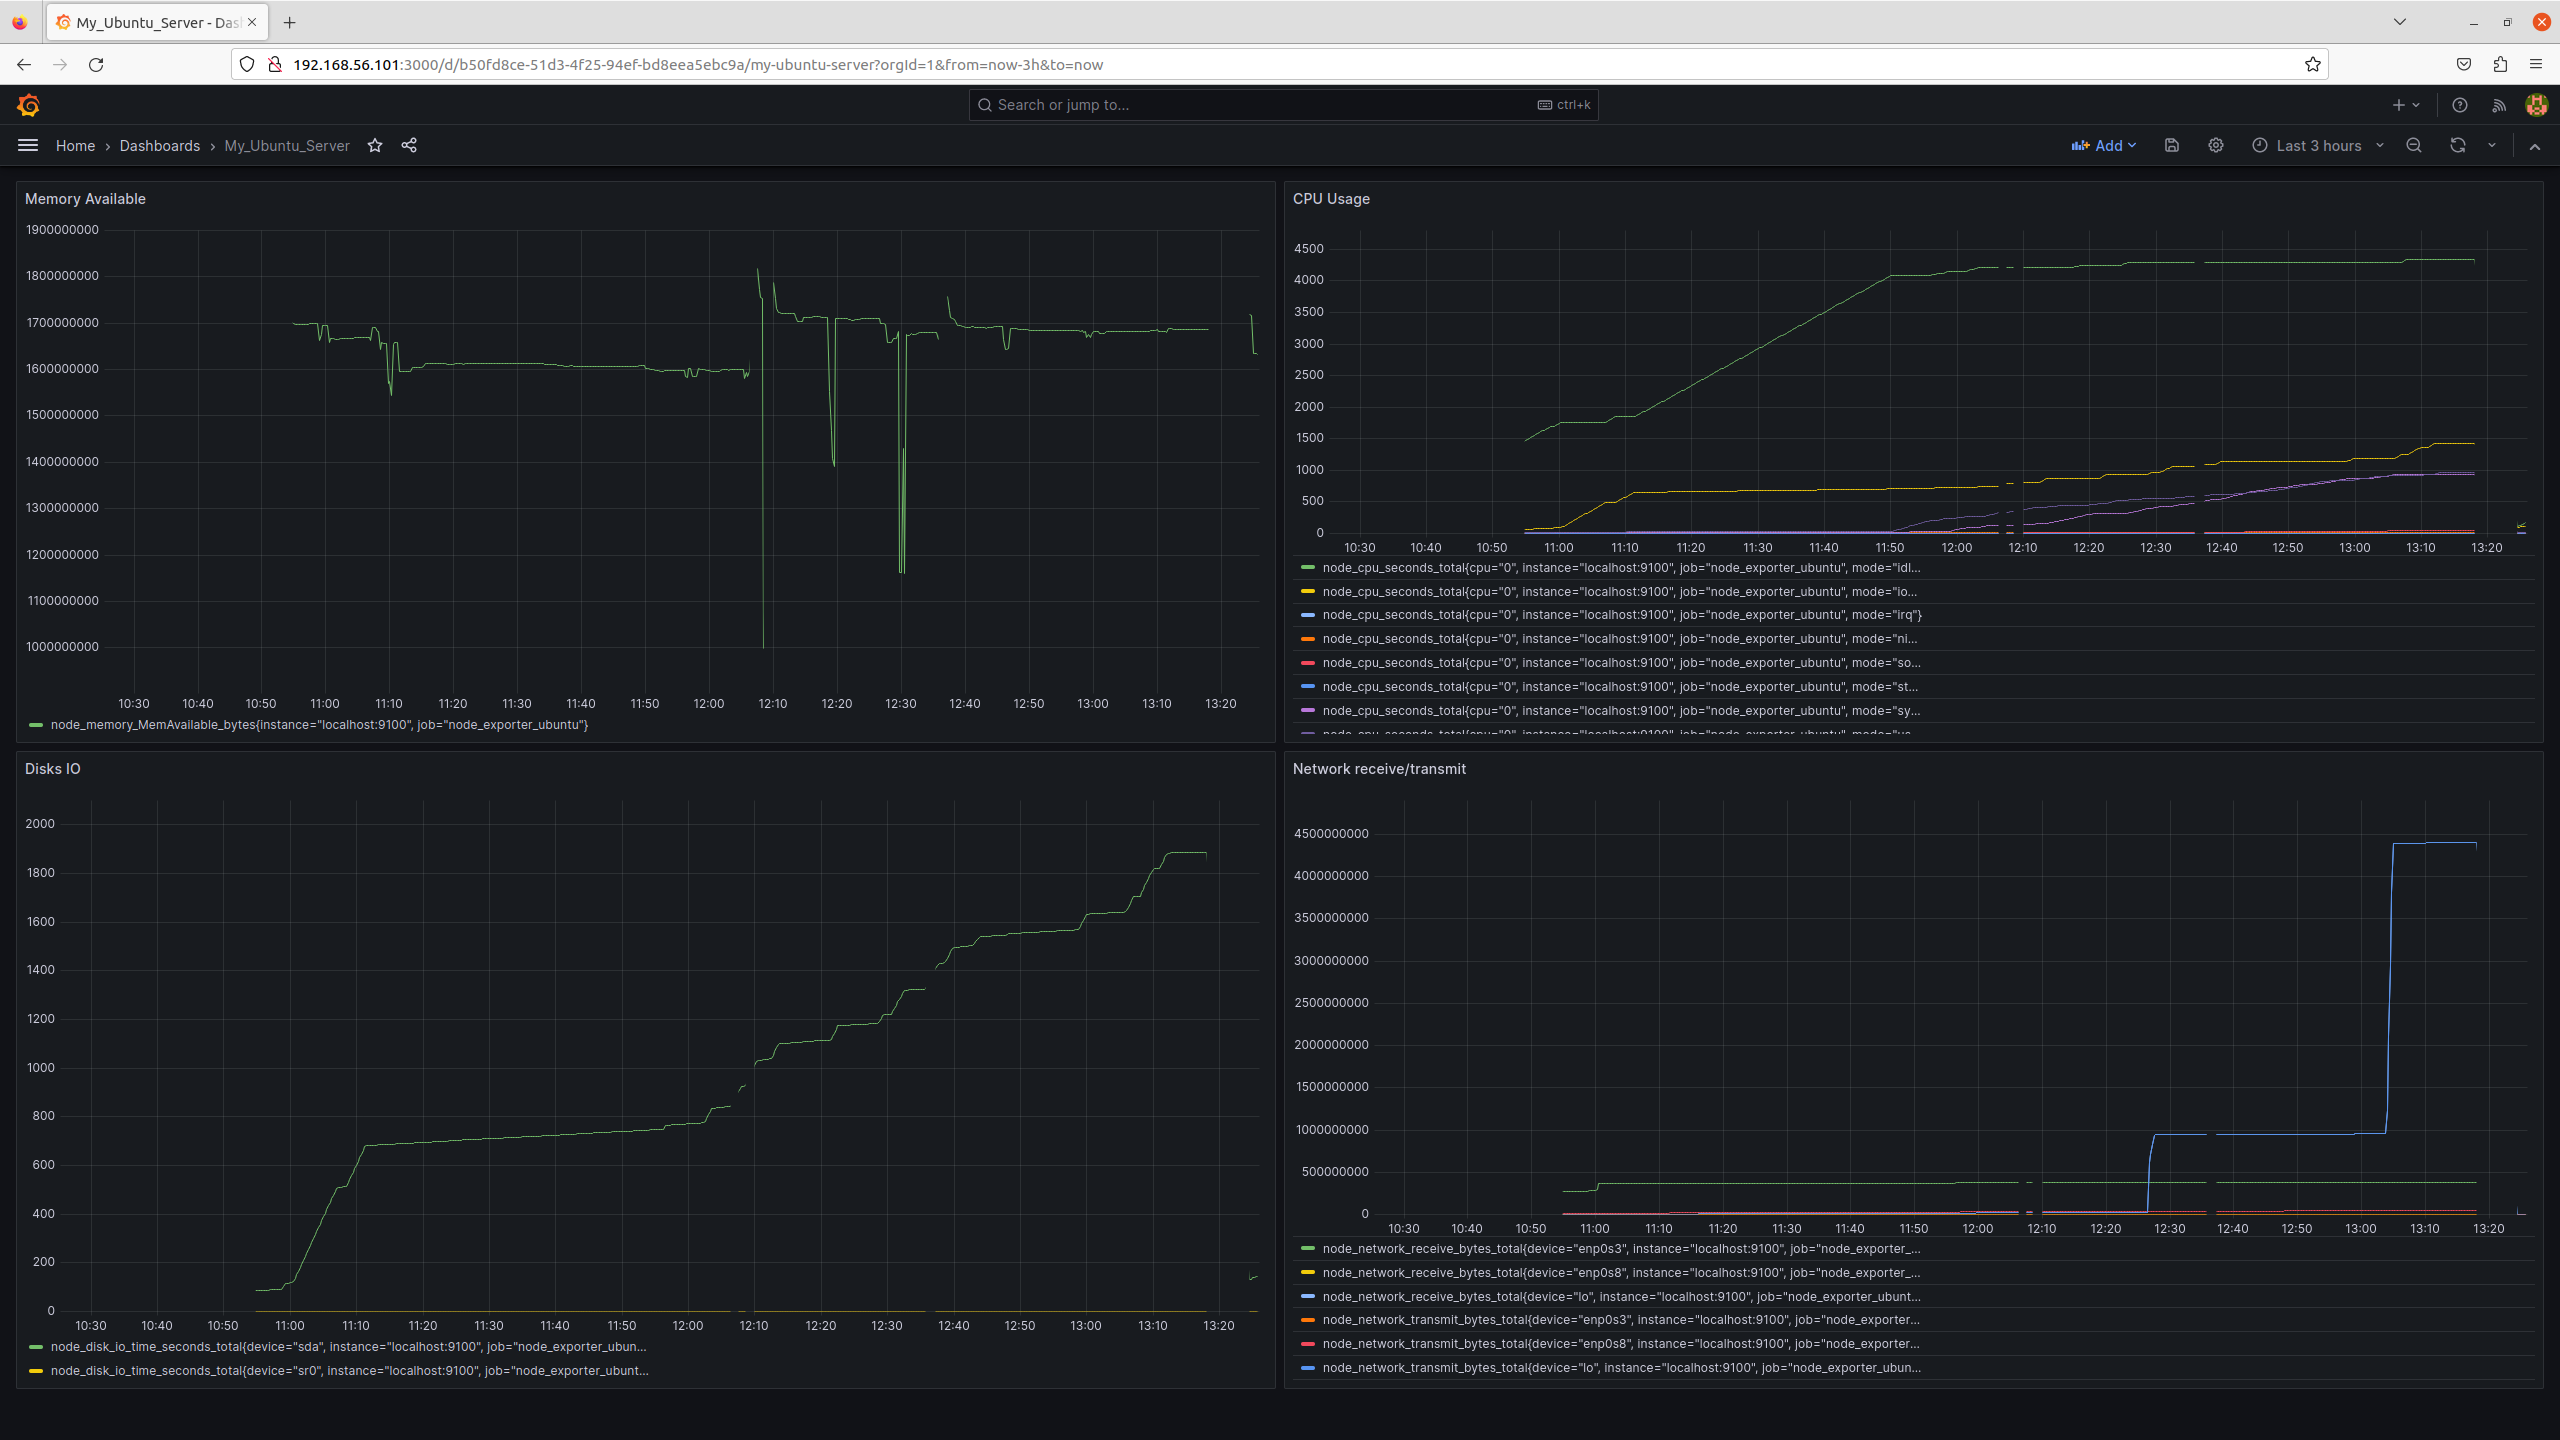 My_Ubuntu_Server - Das
192.168.56.101:3000/d/b50fd8ce-51d3-4f25-94ef-bd8eea5ebc9a/my-ubuntu-server?orgId=1&from=now-3h&to=now
Search or jump to...
ctrl+k
Home › Dashboards › My_Ubuntu_Server
Add
Last 3 hours
Memory Available
1900000000
1800000000
1700000000
1600000000
1500000000
1400000000
1300000000
1200000000
1100000000
1000000000
10:30 10:40 10:50 11:00 11:10 11:20 11:30 11:40 11:50 12:00 12:10 12:20 12:30 12:40 12:50 13:00 13:10 13:20
node_memory_MemAvailable_bytes{instance="localhost:9100", job="node_exporter_ubuntu"}
CPU Usage
4500
4000
3500
3000
2500
2000
1500
1000
500
0
10:30 10:40 10:50 11:00 11:10 11:20 11:30 11:40 11:50 12:00 12:10 12:20 12:30 12:40 12:50 13:00 13:10 13:20
node_cpu_seconds_total{cpu="0", instance="localhost:9100", job="node_exporter_ubuntu", mode="idl...
node_cpu_seconds_total{cpu="0", instance="localhost:9100", job="node_exporter_ubuntu", mode="io...
node_cpu_seconds_total{cpu="0", instance="localhost:9100", job="node_exporter_ubuntu", mode="irq"}
node_cpu_seconds_total{cpu="0", instance="localhost:9100", job="node_exporter_ubuntu", mode="ni...
node_cpu_seconds_total{cpu="0", instance="localhost:9100", job="node_exporter_ubuntu", mode="so...
node_cpu_seconds_total{cpu="0", instance="localhost:9100", job="node_exporter_ubuntu", mode="st...
node_cpu_seconds_total{cpu="0", instance="localhost:9100", job="node_exporter_ubuntu", mode="sy...
Disks IO
2000
1800
1600
1400
1200
1000
800
600
400
200
0
10:30 10:40 10:50 11:00 11:10 11:20 11:30 11:40 11:50 12:00 12:10 12:20 12:30 12:40 12:50 13:00 13:10 13:20
node_disk_io_time_seconds_total{device="sda", instance="localhost:9100", job="node_exporter_ubun...
node_disk_io_time_seconds_total{device="sr0", instance="localhost:9100", job="node_exporter_ubunt...
Network receive/transmit
4500000000
4000000000
3500000000
3000000000
2500000000
2000000000
1500000000
1000000000
500000000
0
10:30 10:40 10:50 11:00 11:10 11:20 11:30 11:40 11:50 12:00 12:10 12:20 12:30 12:40 12:50 13:00 13:10 13:20
node_network_receive_bytes_total{device="enp0s3", instance="localhost:9100", job="node_exporter_...
node_network_receive_bytes_total{device="enp0s8", instance="localhost:9100", job="node_exporter_...
node_network_receive_bytes_total{device="lo", instance="localhost:9100", job="node_exporter_ubunt...
node_network_transmit_bytes_total{device="enp0s3", instance="localhost:9100", job="node_exporter...
node_network_transmit_bytes_total{device="enp0s8", instance="localhost:9100", job="node_exporter...
node_network_transmit_bytes_total{device="lo", instance="localhost:9100", job="node_exporter_ubun...